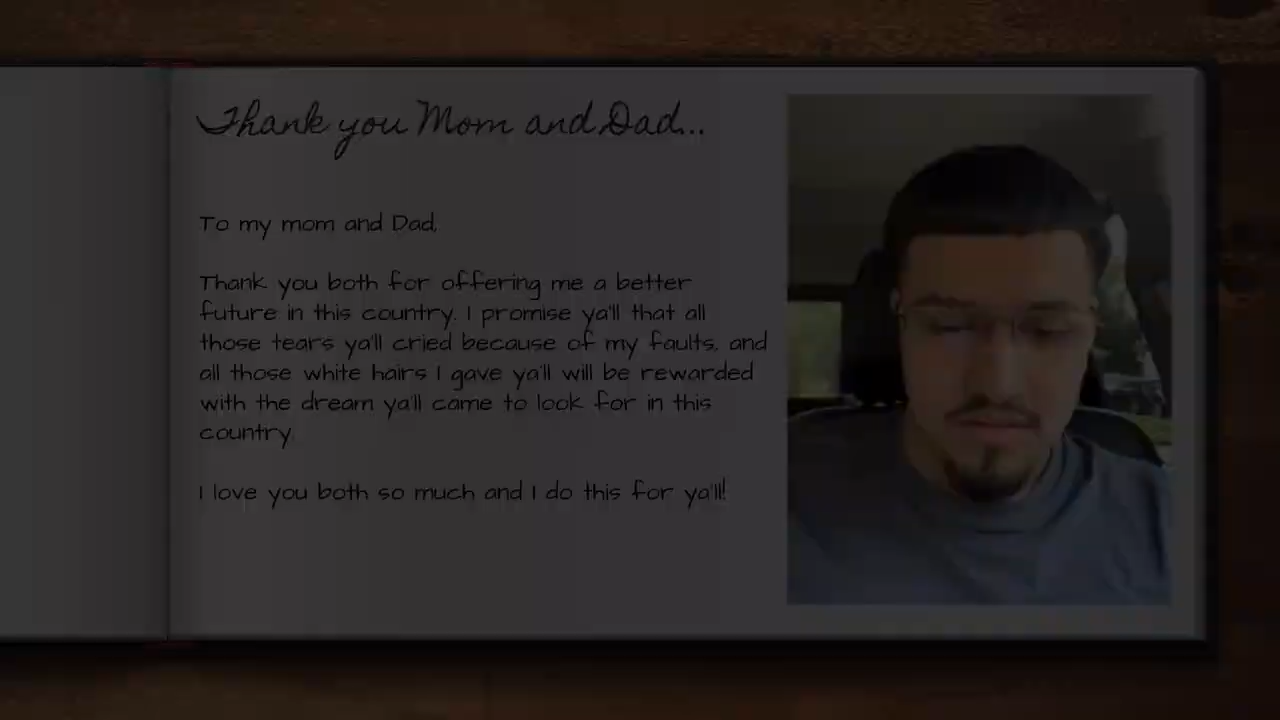 Thank you Mom and Dad...
To my mom and Dad,
Thank you both for offering me a better
future in this country. I promise ya'll that all
those tears ya'll cried because of my faults, and
all those white hairs I gave ya'll will be rewarded
with the dream ya'll came to look for in this
country.
I love you both so much and I do this for ya'll!